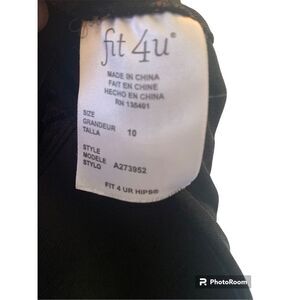 fit 4u®
MADE IN CHINA
FAIT EN CHINE
HECHO EN CHINA
RN 135491
SIZE
GRANDEUR 10
TALLA
STYLE
MODELE A273952
STYLO
FIT 4 UR HIPS®
PhotoRoom